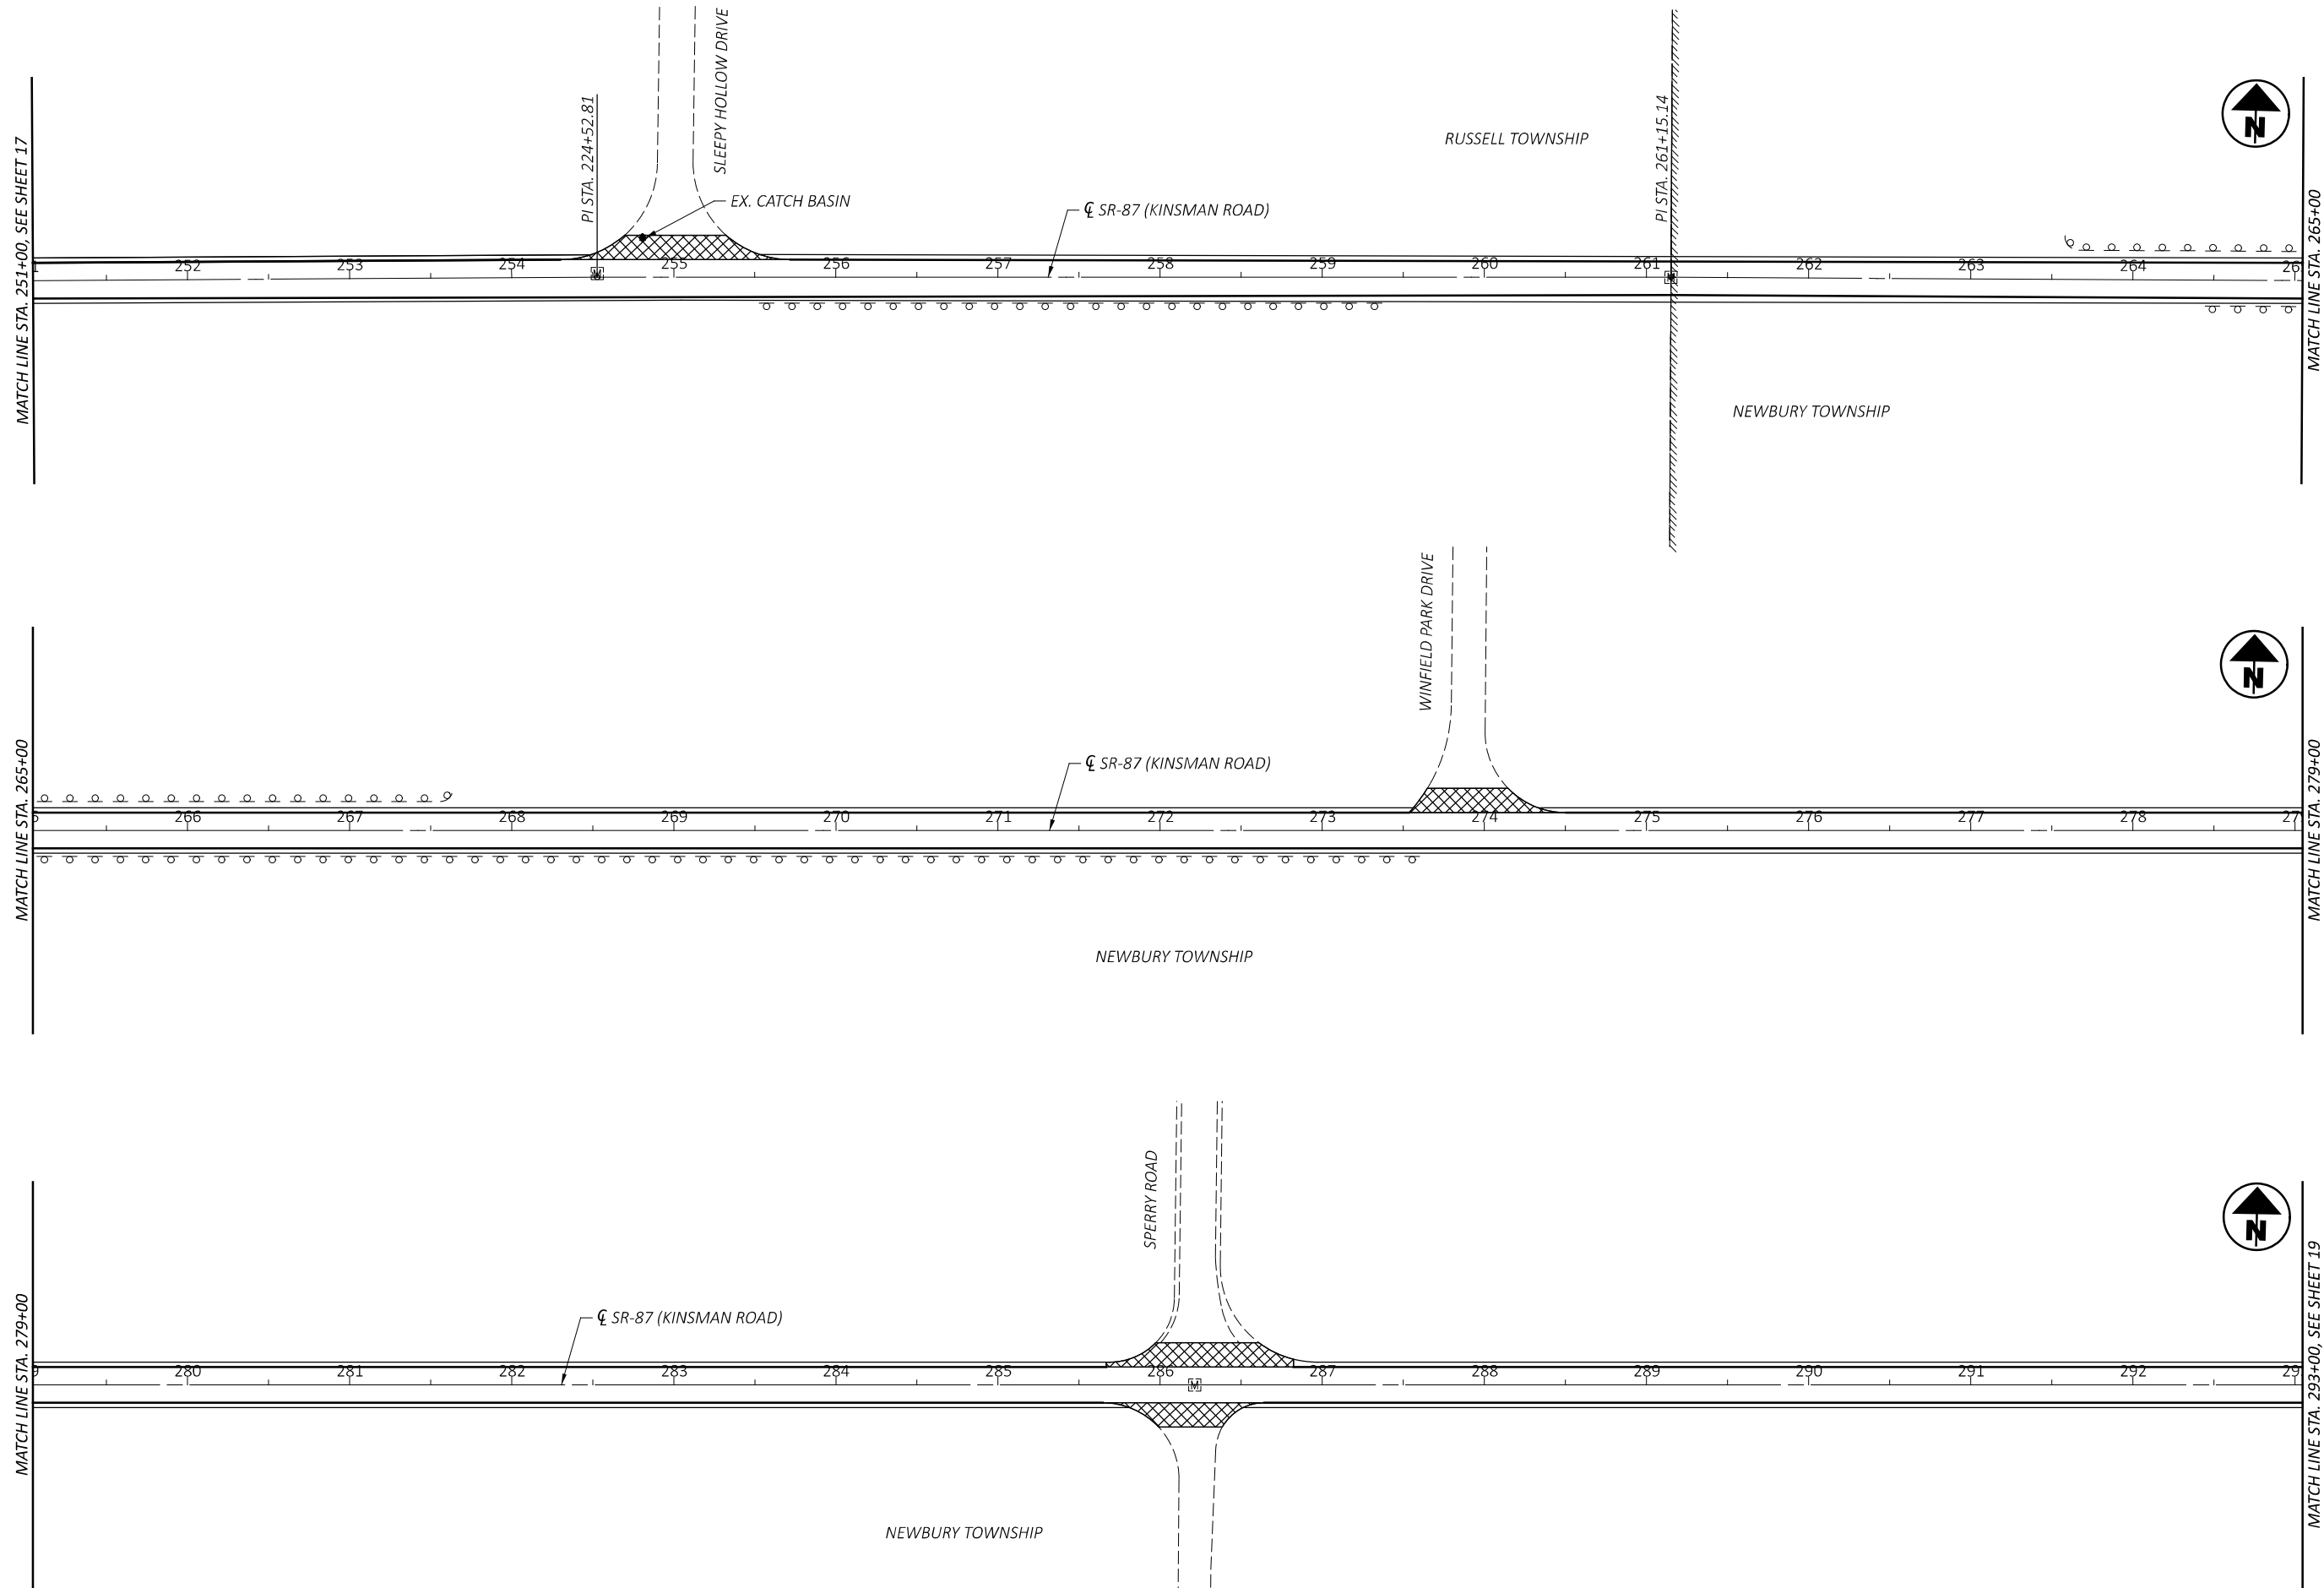 MATCH LINE STA. 251+00, SEE SHEET 17
PI STA. 224+52.81
SLEEPY HOLLOW DRIVE
EX. CATCH BASIN
℄ SR-87 (KINSMAN ROAD)
RUSSELL TOWNSHIP
PI STA. 261+15.14
N
MATCH LINE STA. 265+00
1 252 253 254 255 256 257 258 259 260 261 262 263 264 26
M M
NEWBURY TOWNSHIP
MATCH LINE STA. 265+00
WINFIELD PARK DRIVE
℄ SR-87 (KINSMAN ROAD)
N
MATCH LINE STA. 279+00
5 266 267 268 269 270 271 272 273 274 275 276 277 278 27
NEWBURY TOWNSHIP
MATCH LINE STA. 279+00
SPERRY ROAD
℄ SR-87 (KINSMAN ROAD)
N
MATCH LINE STA. 293+00, SEE SHEET 19
9 280 281 282 283 284 285 286 287 288 289 290 291 292 29
M
NEWBURY TOWNSHIP